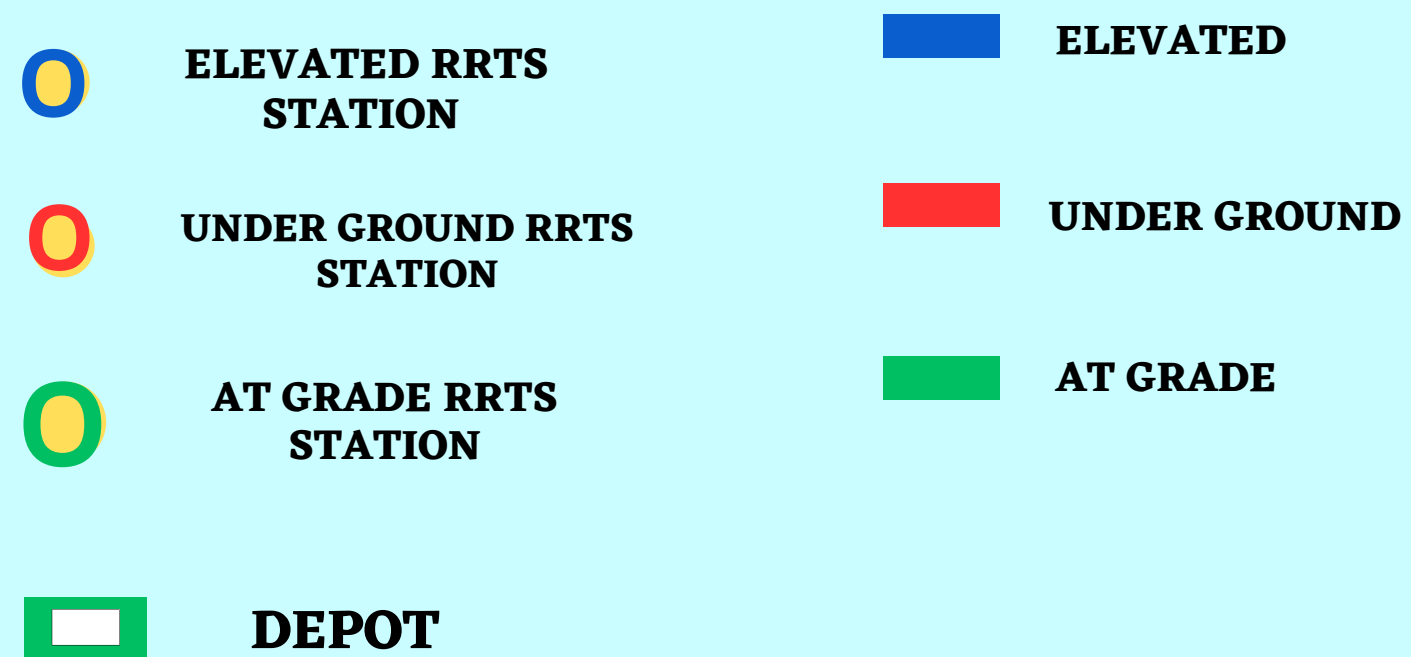 ELEVATED RRTS
STATION
UNDER GROUND RRTS
STATION
AT GRADE RRTS
STATION
DEPOT
ELEVATED
UNDER GROUND
AT GRADE